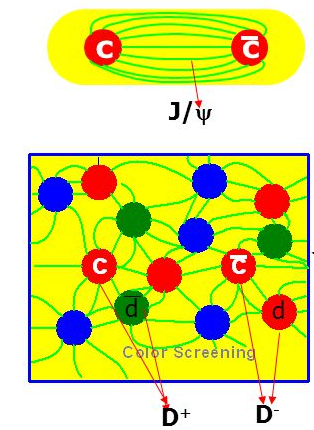 c c̅
J/ψ
c c̅
d̅ d
Color Screening
D⁺ D⁻